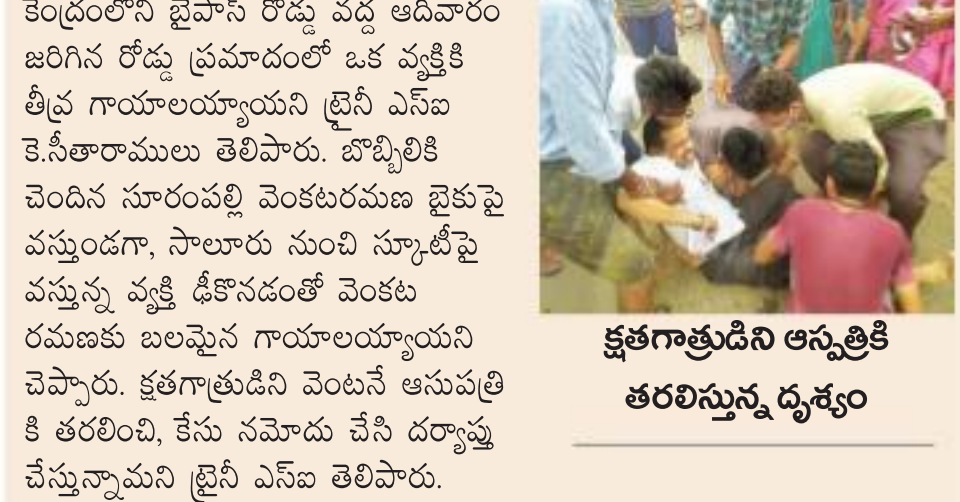 కేంద్రంలోని బైపాస్ రోడ్డు వద్ద ఆదివారం
జరిగిన రోడ్డు ప్రమాదంలో ఒక వ్యక్తికి
తీవ్ర గాయాలయ్యాయని ట్రైనీ ఎస్ఐ
కె.సీతారాములు తెలిపారు. బొబ్బిలికి
చెందిన సూరంపల్లి వెంకటరమణ బైకుపై
వస్తుండగా, సాలూరు నుంచి స్కూటీపై
వస్తున్న వ్యక్తి ఢీకొనడంతో వెంకట
రమణకు బలమైన గాయాలయ్యాయని
చెప్పారు. క్షతగాత్రుడిని వెంటనే ఆసుపత్రి
కి తరలించి, కేసు నమోదు చేసి దర్యాప్తు
చేస్తున్నామని ట్రైనీ ఎస్ఐ తెలిపారు.
క్షతగాత్రుడిని ఆస్పత్రికి
తరలిస్తున్న దృశ్యం